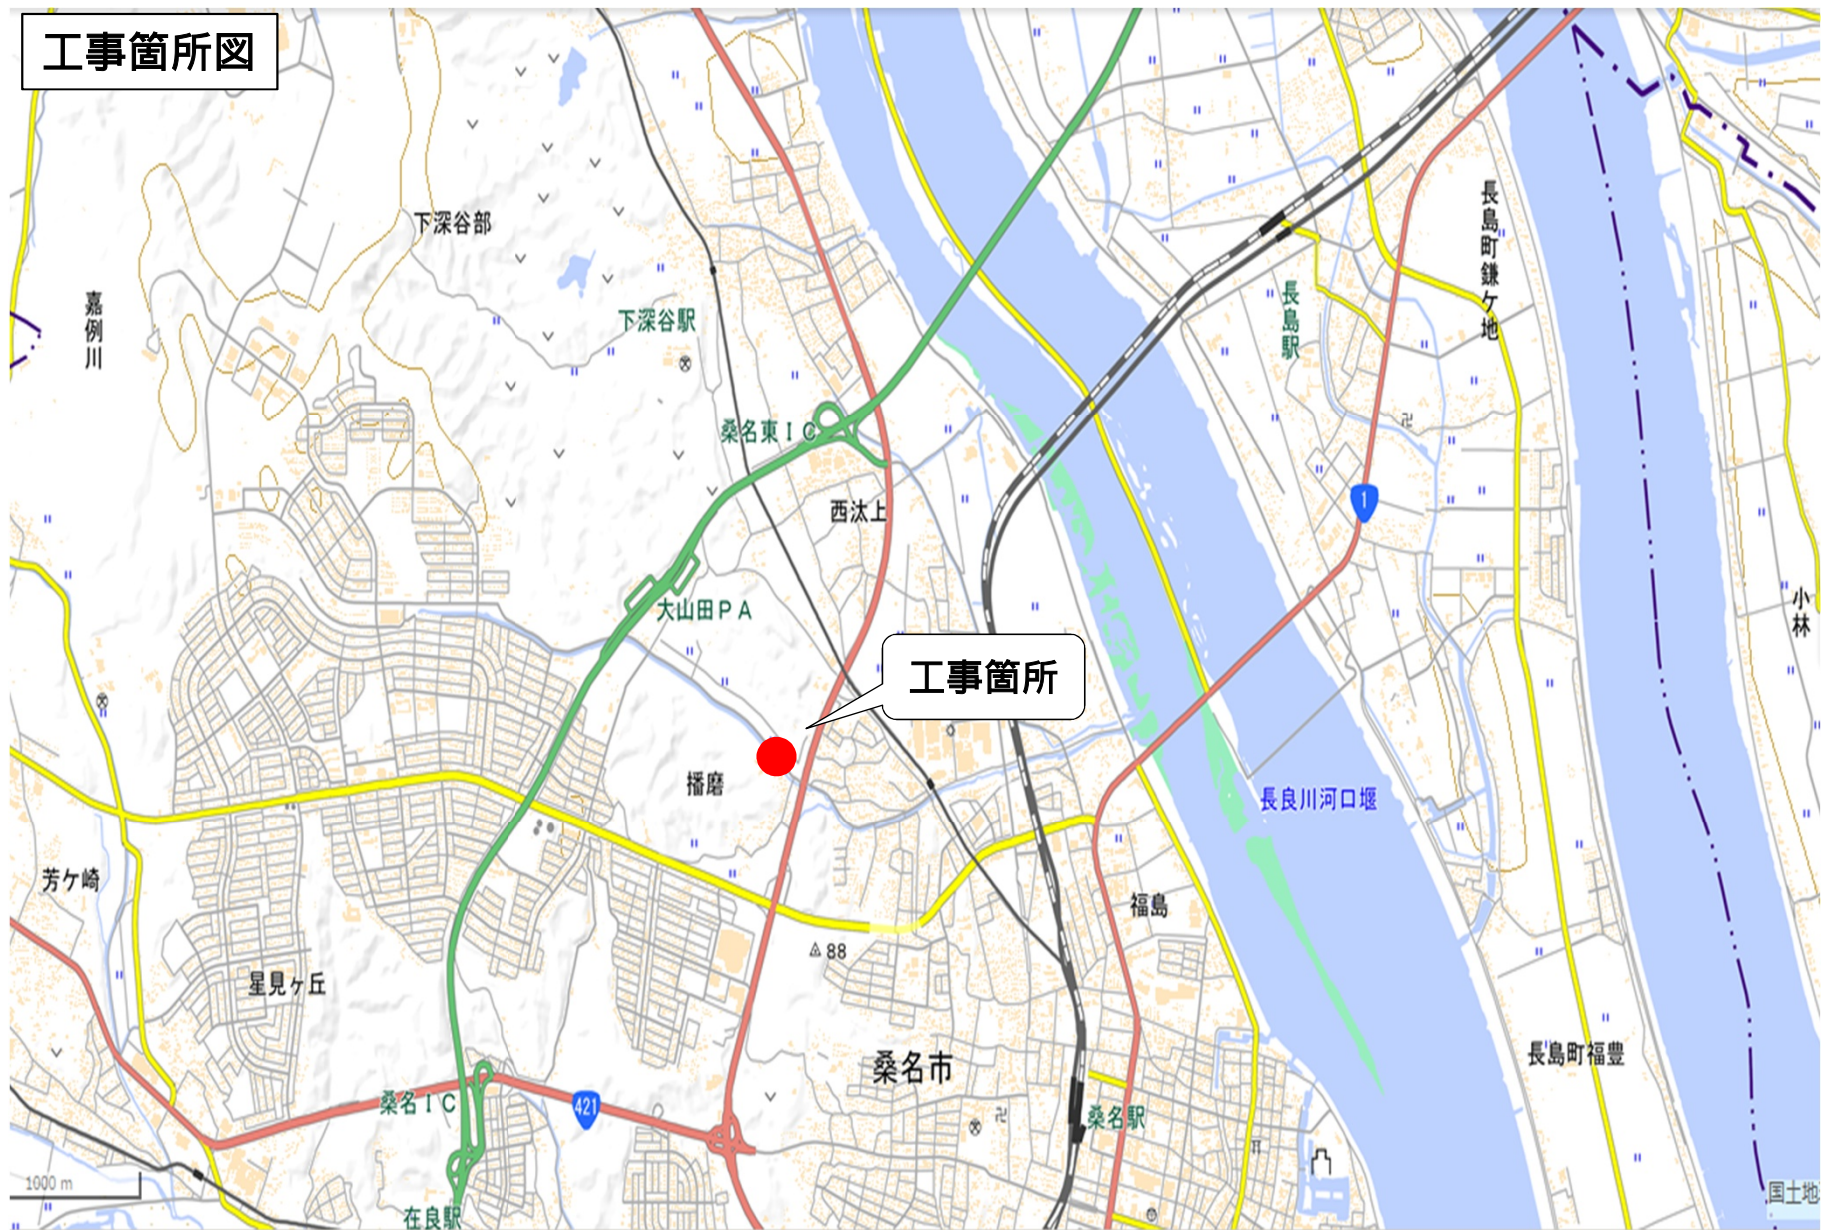 工事箇所図
下深谷部
長島町鎌ケ地
嘉例川
下深谷駅
長島駅
桑名東IC
西汰上
1
大山田PA
小林
工事箇所
播磨
長良川河口堰
芳ケ崎
福島
88
星見ヶ丘
長島町福豊
桑名市
桑名IC
421
桑名駅
1000 m
国土地
在良駅